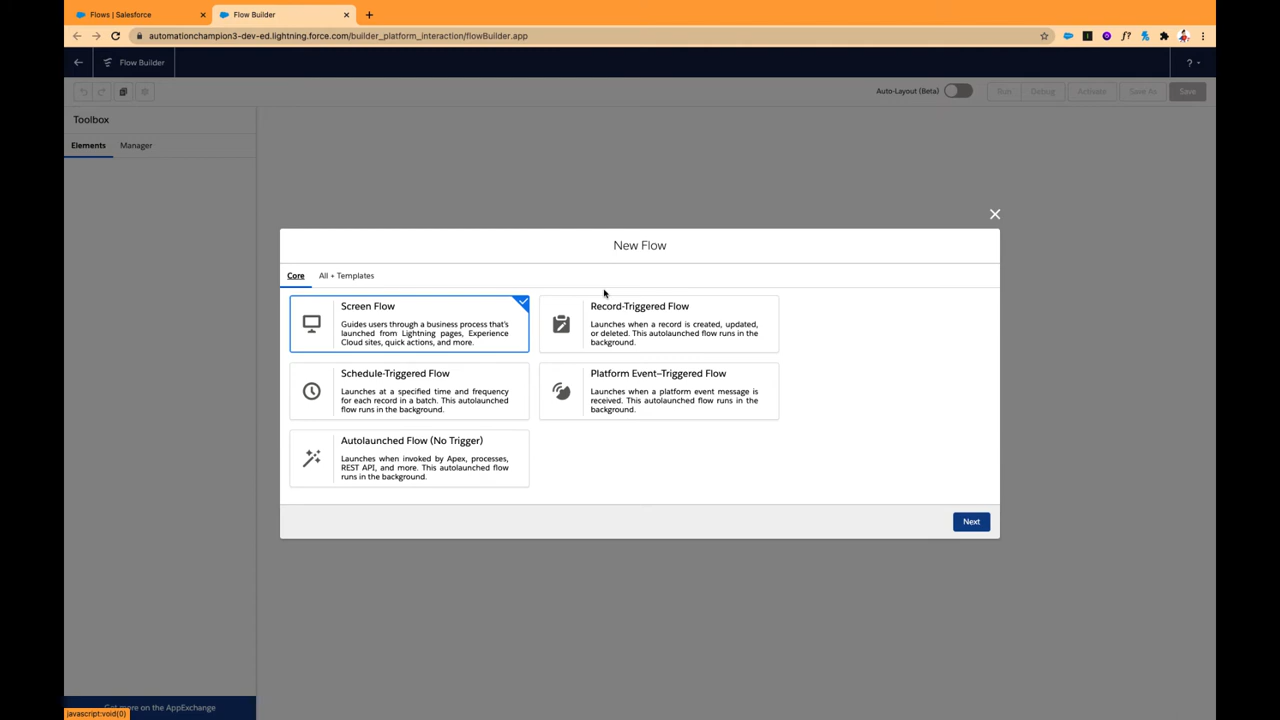 Flows | Salesforce
Flow Builder
automationchampion3-dev-ed.lightning.force.com/builder_platform_interaction/flowBuilder.app
Flow Builder
?
Auto-Layout (Beta)
Run
Debug
Activate
Save As
Save
Toolbox
Elements
Manager
New Flow
Core
All + Templates
Screen Flow
Guides users through a business process that's
launched from Lightning pages, Experience
Cloud sites, quick actions, and more.
Record-Triggered Flow
Launches when a record is created, updated,
or deleted. This autolaunched flow runs in the
background.
Schedule-Triggered Flow
Launches at a specified time and frequency
for each record in a batch. This autolaunched
flow runs in the background.
Platform Event–Triggered Flow
Launches when a platform event message is
received. This autolaunched flow runs in the
background.
Autolaunched Flow (No Trigger)
Launches when invoked by Apex, processes,
REST API, and more. This autolaunched flow
runs in the background.
Next
Get more on the AppExchange
javascript:void(0)